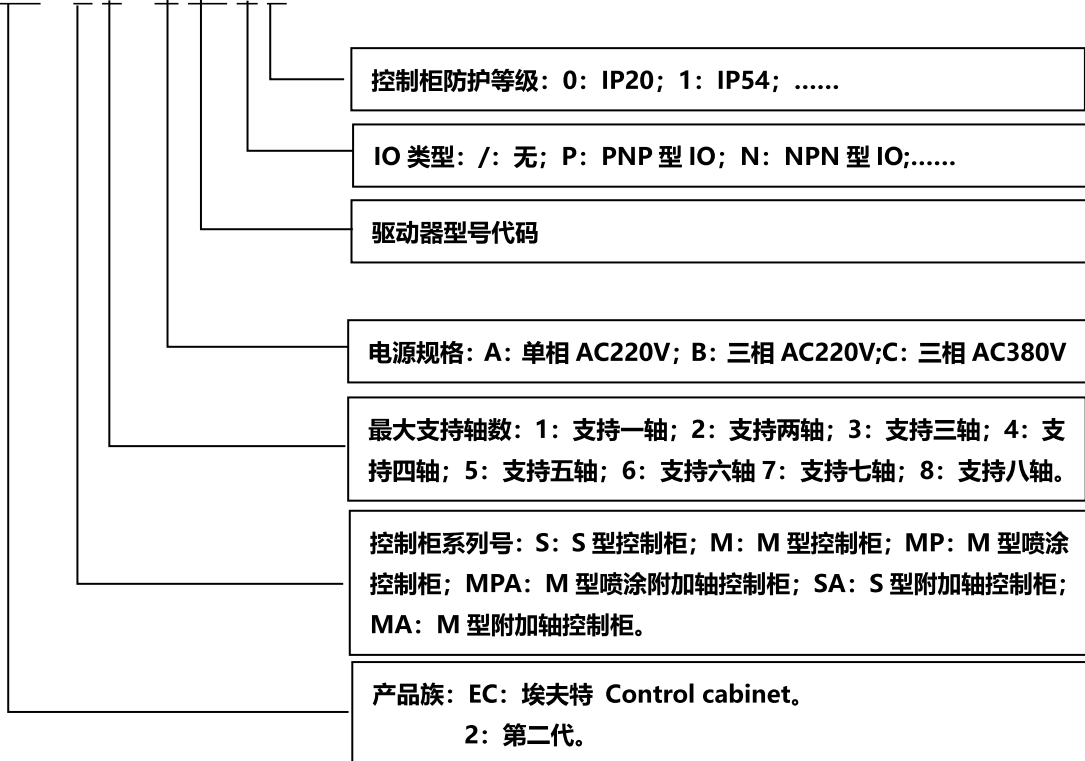 控制柜防护等级：0：IP20；1：IP54；……
IO 类型：/：无；P：PNP 型 IO；N：NPN 型 IO;……
驱动器型号代码
电源规格：A：单相 AC220V；B：三相 AC220V;C：三相 AC380V
最大支持轴数：1：支持一轴；2：支持两轴；3：支持三轴；4：支
持四轴；5：支持五轴；6：支持六轴 7：支持七轴；8：支持八轴。
控制柜系列号：S：S 型控制柜；M：M 型控制柜；MP：M 型喷涂
控制柜；MPA：M 型喷涂附加轴控制柜；SA：S 型附加轴控制柜；
MA：M 型附加轴控制柜。
产品族：EC：埃夫特 Control cabinet。
2：第二代。